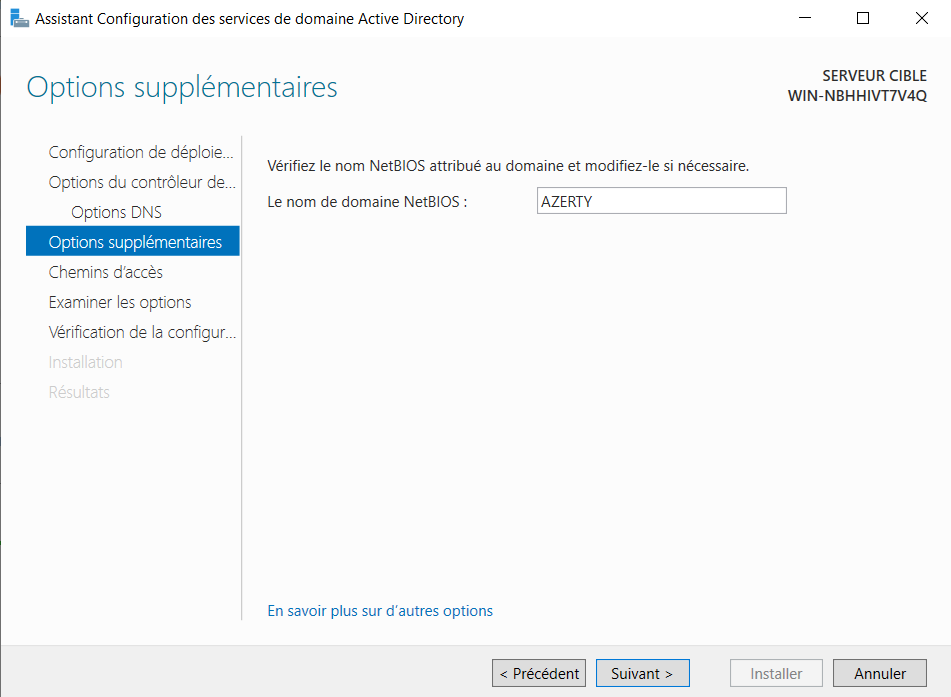 Assistant Configuration des services de domaine Active Directory
Options supplémentaires
SERVEUR CIBLE
WIN-NBHHIVT7V4Q
Configuration de déploie...
Options du contrôleur de...
Options DNS
Options supplémentaires
Chemins d’accès
Examiner les options
Vérification de la configur...
Installation
Résultats
Vérifiez le nom NetBIOS attribué au domaine et modifiez-le si nécessaire.
Le nom de domaine NetBIOS : AZERTY
En savoir plus sur d’autres options
< Précédent Suivant > Installer Annuler